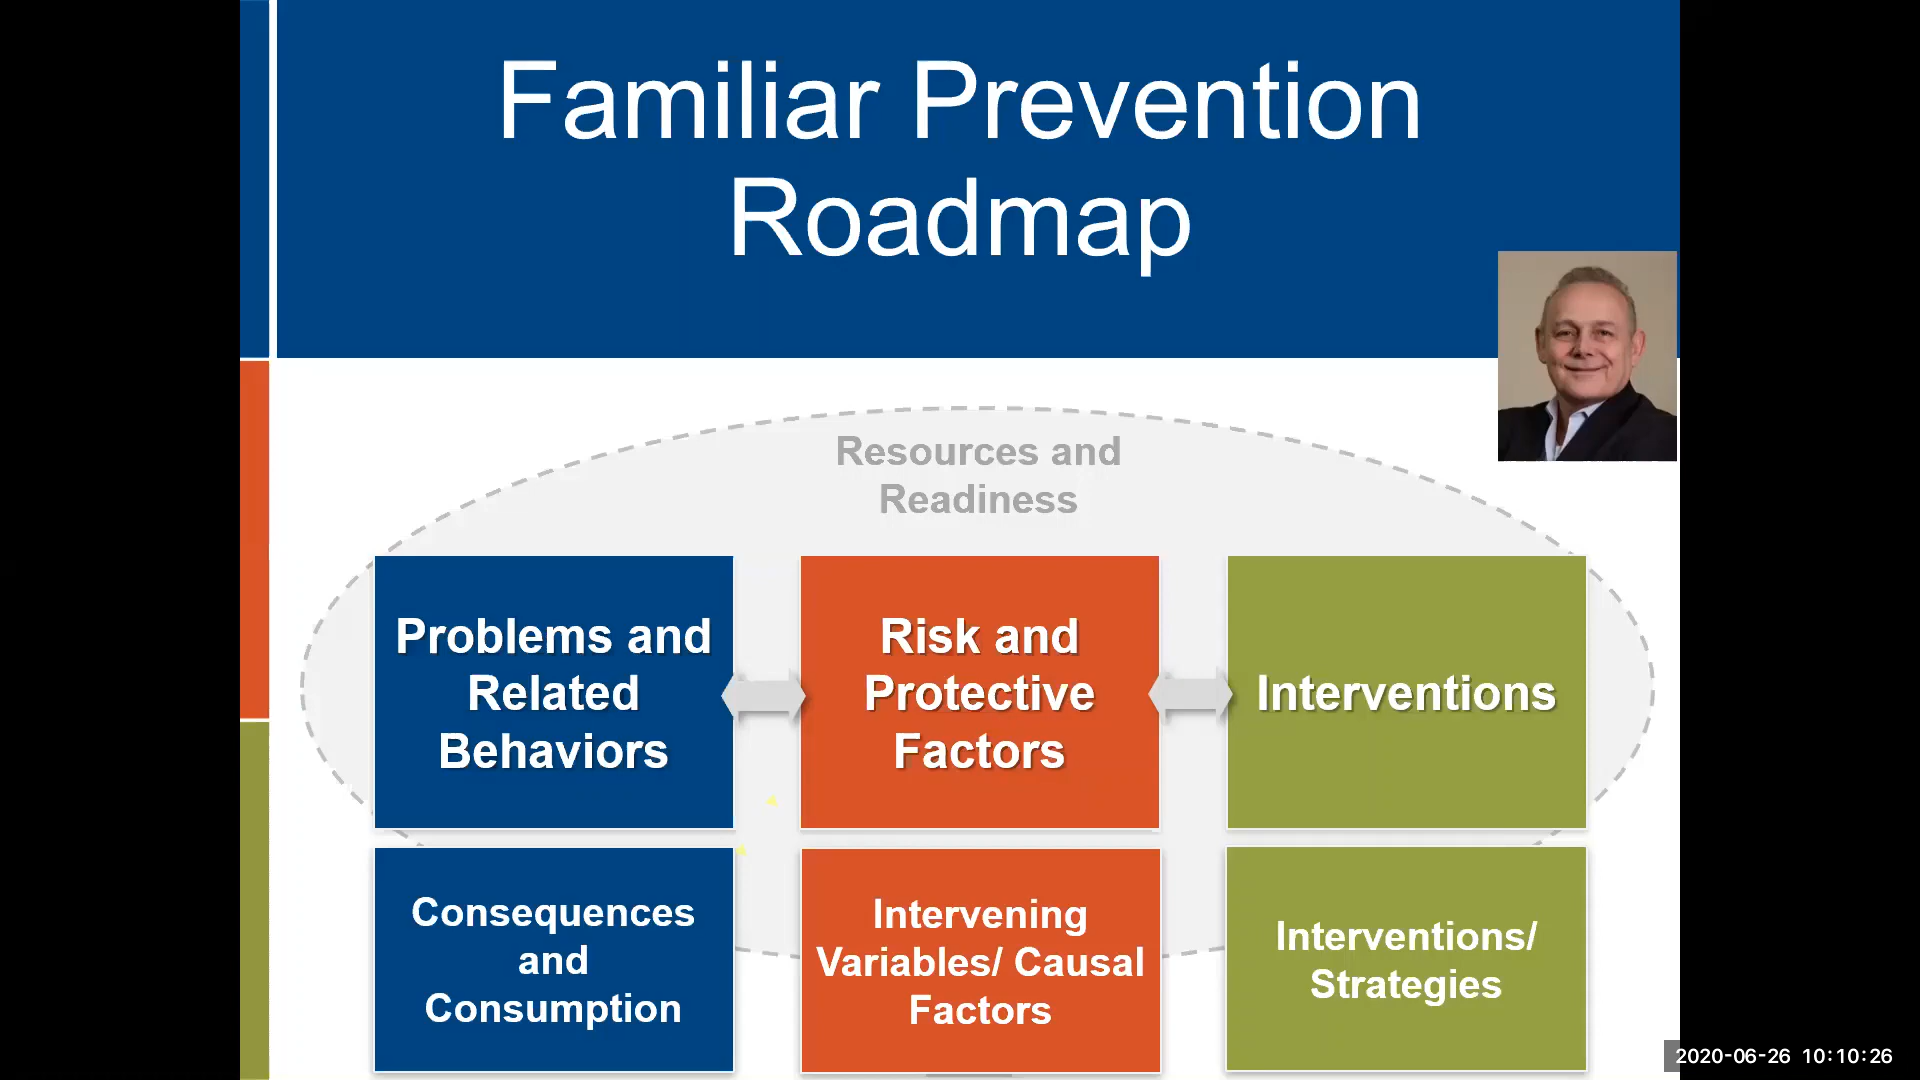 Familiar Prevention
Roadmap
Resources and
Readiness
Problems and
Related
Behaviors
Risk and
Protective
Factors
Interventions
Consequences
and
Consumption
Intervening
Variables/ Causal
Factors
Interventions/
Strategies
2020-06-26 10:10:26